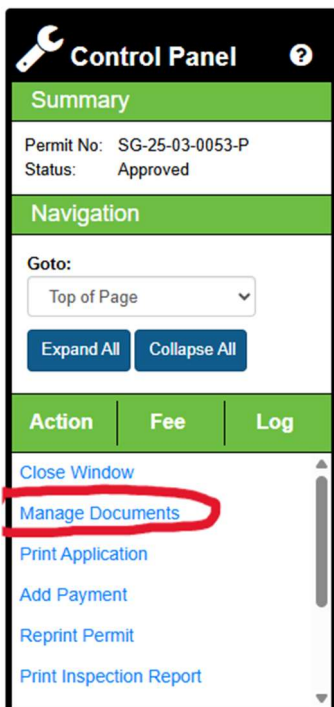 Control Panel ?
Summary
Permit No: SG-25-03-0053-P
Status: Approved
Navigation
Goto:
Top of Page
Expand All Collapse All
Action Fee Log
Close Window
Manage Documents
Print Application
Add Payment
Reprint Permit
Print Inspection Report